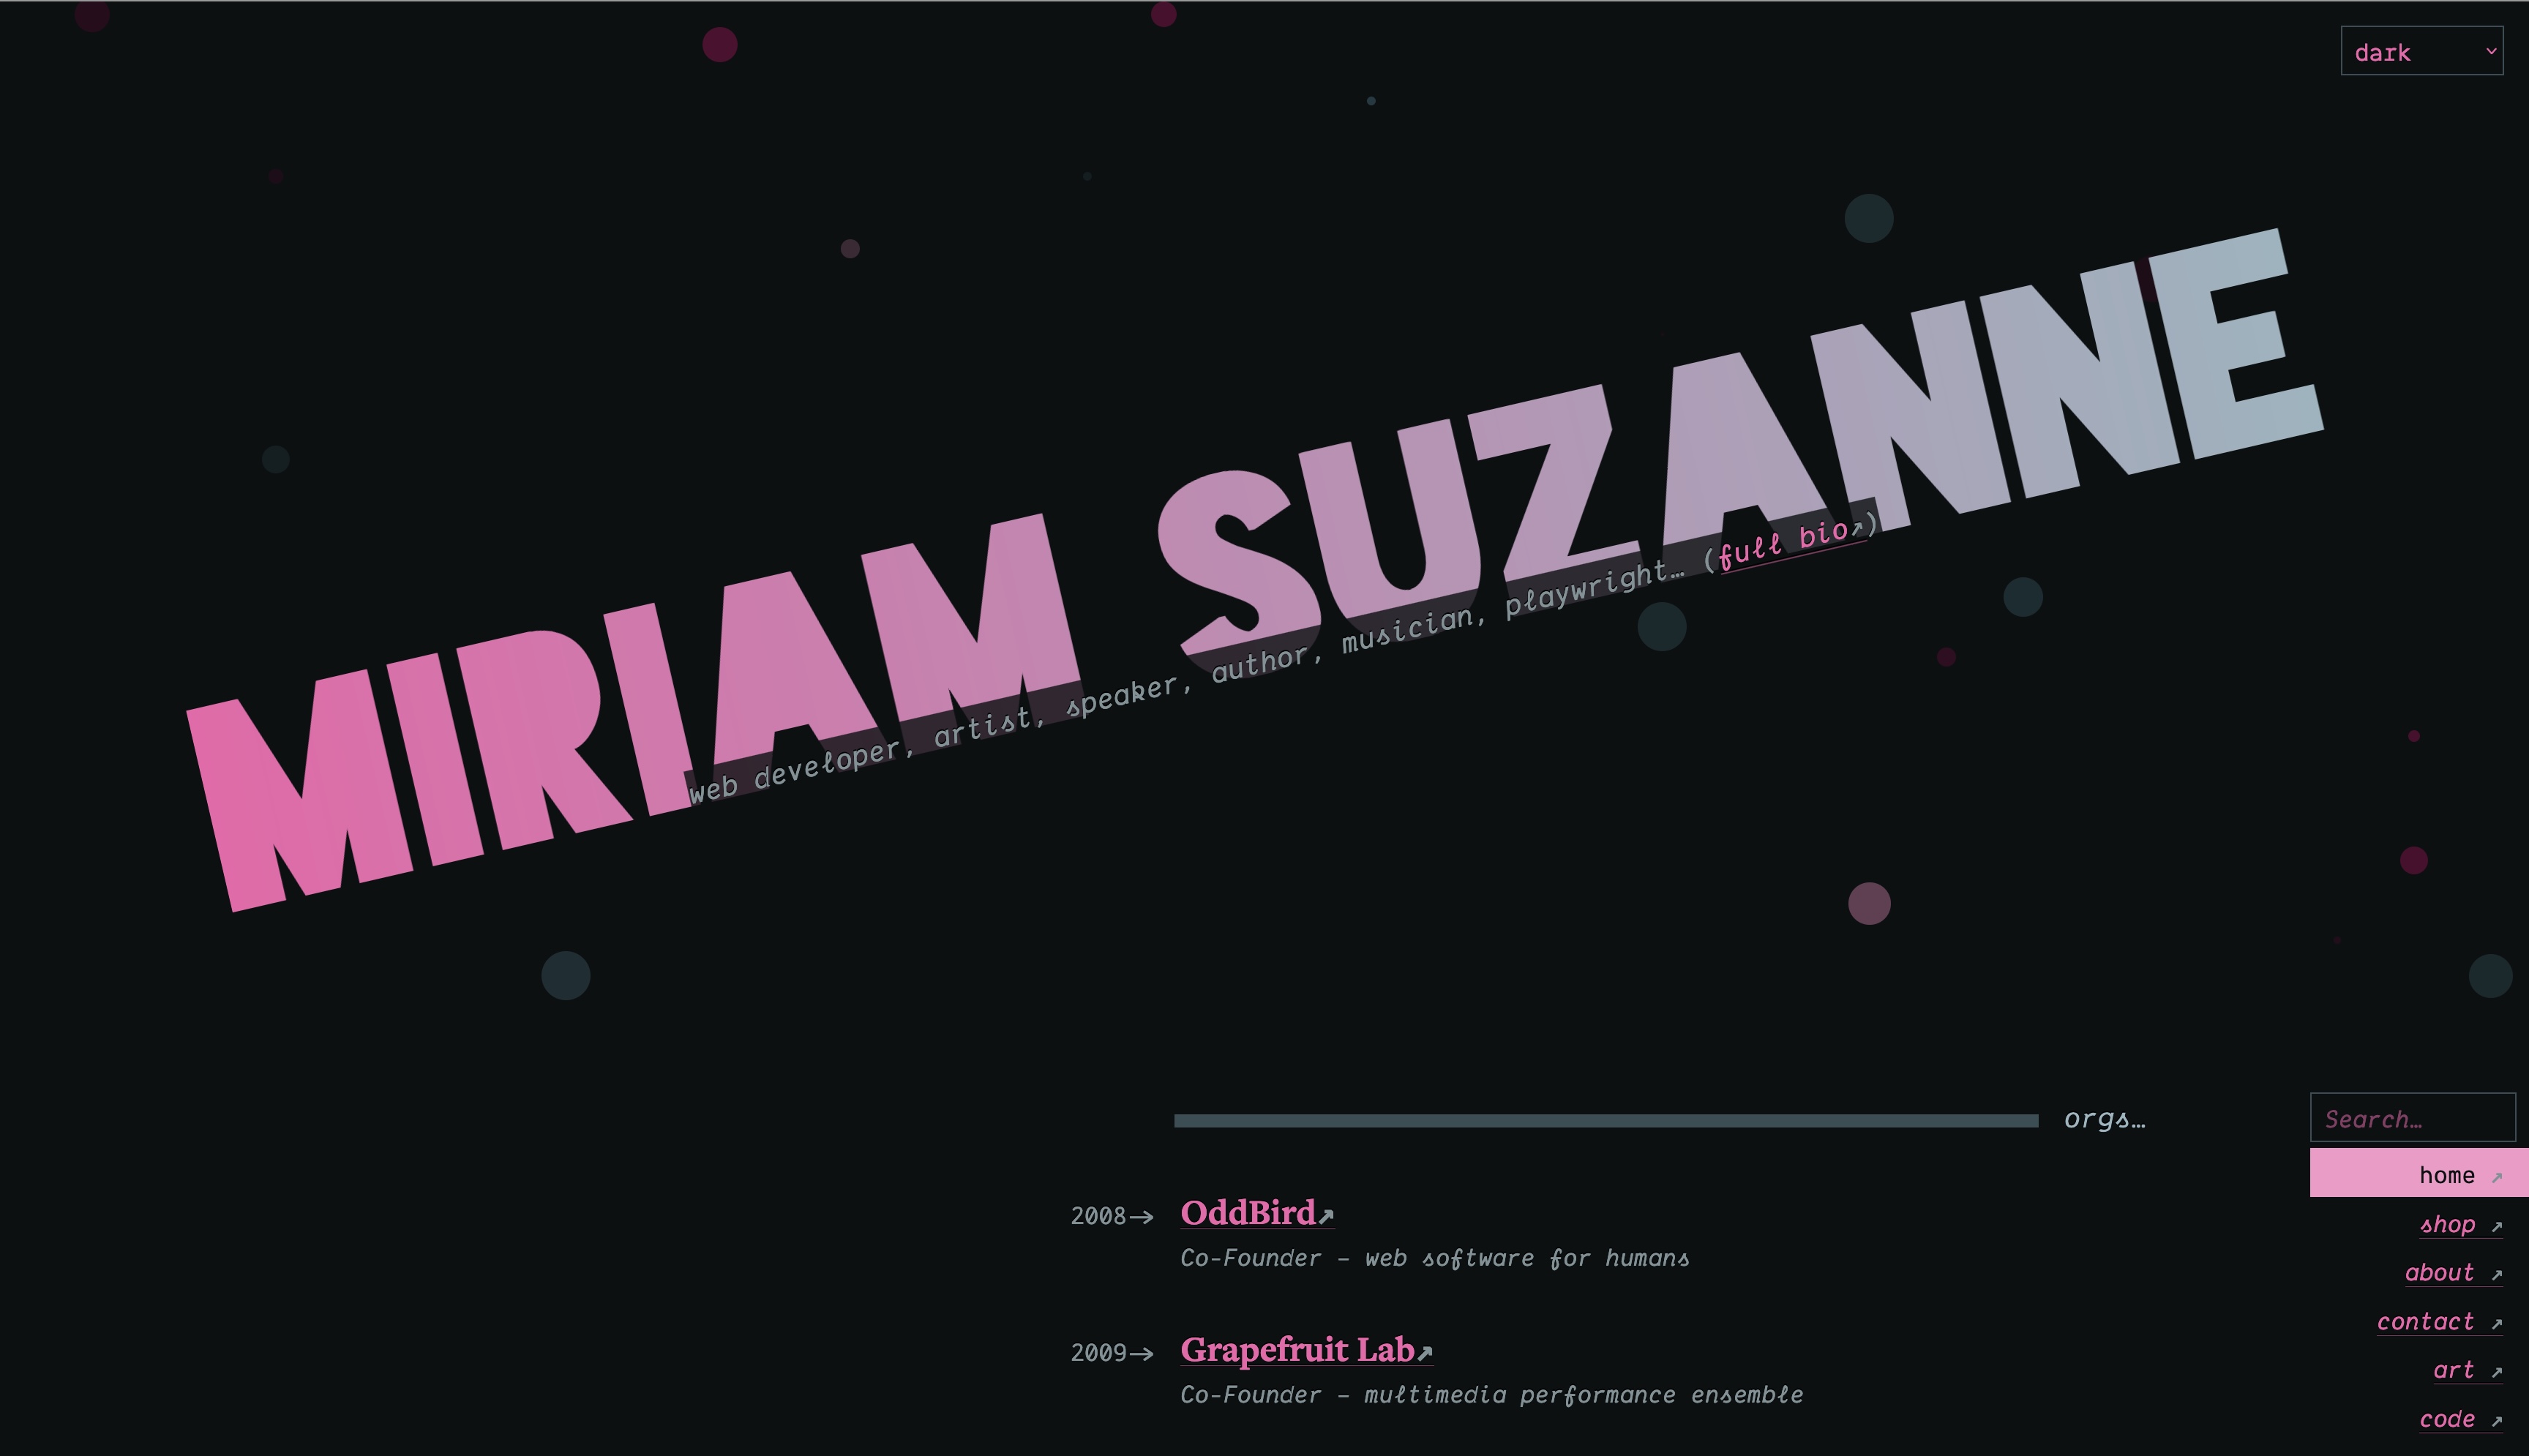 dark
MIRIAM SUZANNE
web developer, artist, speaker, author, musician, playwright… (full bio↗)
orgs…
2008→ OddBird↗
Co-Founder – web software for humans
2009→ Grapefruit Lab↗
Co-Founder – multimedia performance ensemble
Search…
home ↗
shop ↗
about ↗
contact ↗
art ↗
code ↗